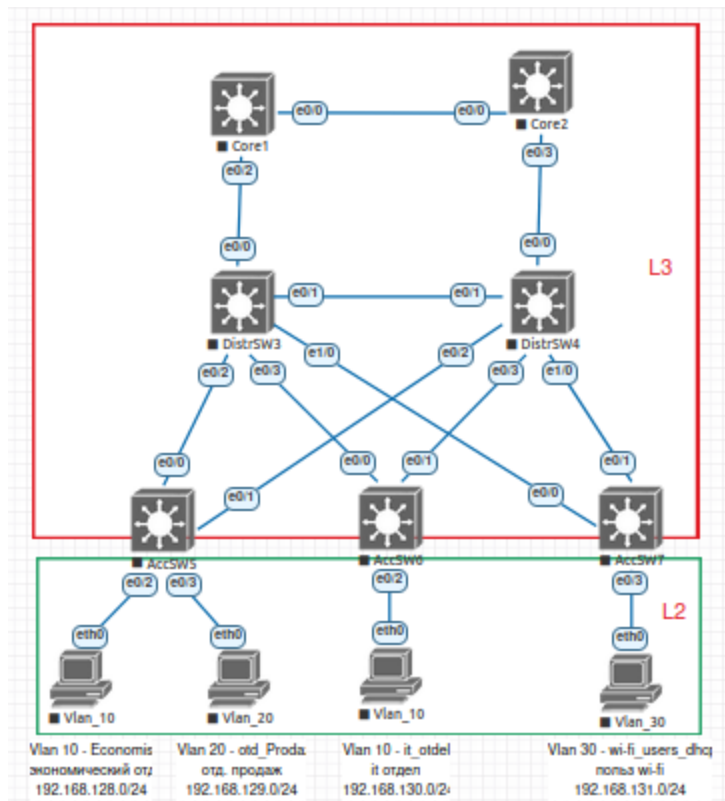 e0/0
e0/0
Core1
Core2
e0/2
e0/3
e0/0
e0/0
L3
e0/1
e0/1
DistrSW3
DistrSW4
e1/0
e0/2
e0/2
e0/3
e0/3
e1/0
e0/0
e0/0
e0/1
e0/1
e0/1
e0/0
AccSW5
AccSW6
AccSW7
e0/2
e0/3
e0/2
e0/3
L2
eth0
eth0
eth0
eth0
Vlan_10
Vlan_20
Vlan_10
Vlan_30
Vlan 10 - Economis
Vlan 20 - otd_Proda
Vlan 10 - it_otdel
Vlan 30 - wi-fi_users_dhcp
экономический отд
отд. продаж
it отдел
польз wi-fi
192.168.128.0/24
192.168.129.0/24
192.168.130.0/24
192.168.131.0/24